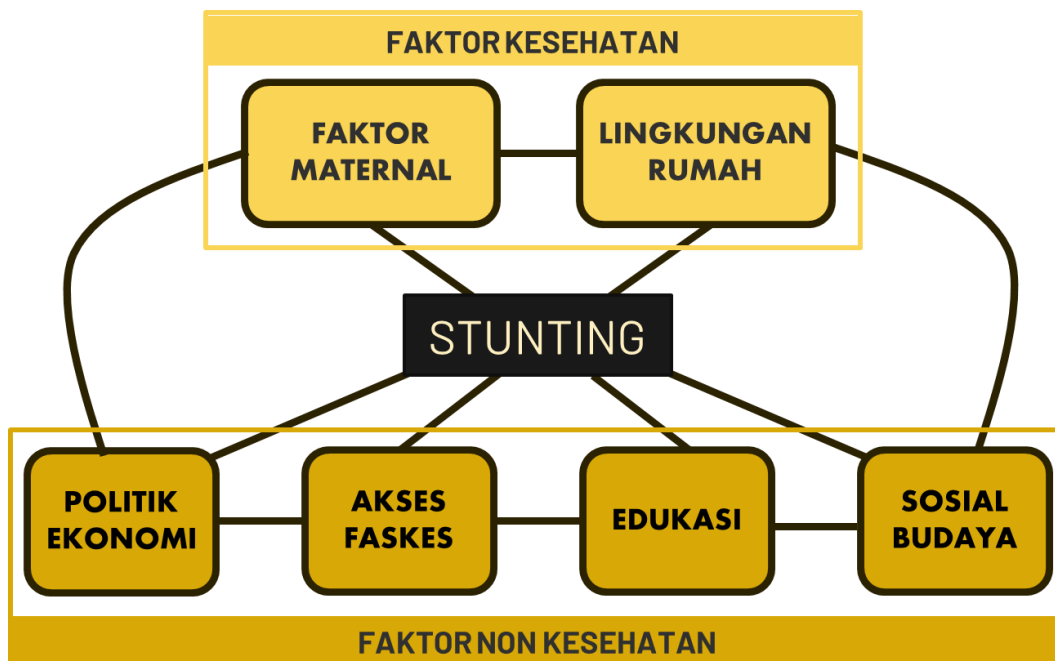 FAKTOR KESEHATAN
FAKTOR
MATERNAL
LINGKUNGAN
RUMAH
STUNTING
POLITIK
EKONOMI
AKSES
FASKES
EDUKASI
SOSIAL
BUDAYA
FAKTOR NON KESEHATAN